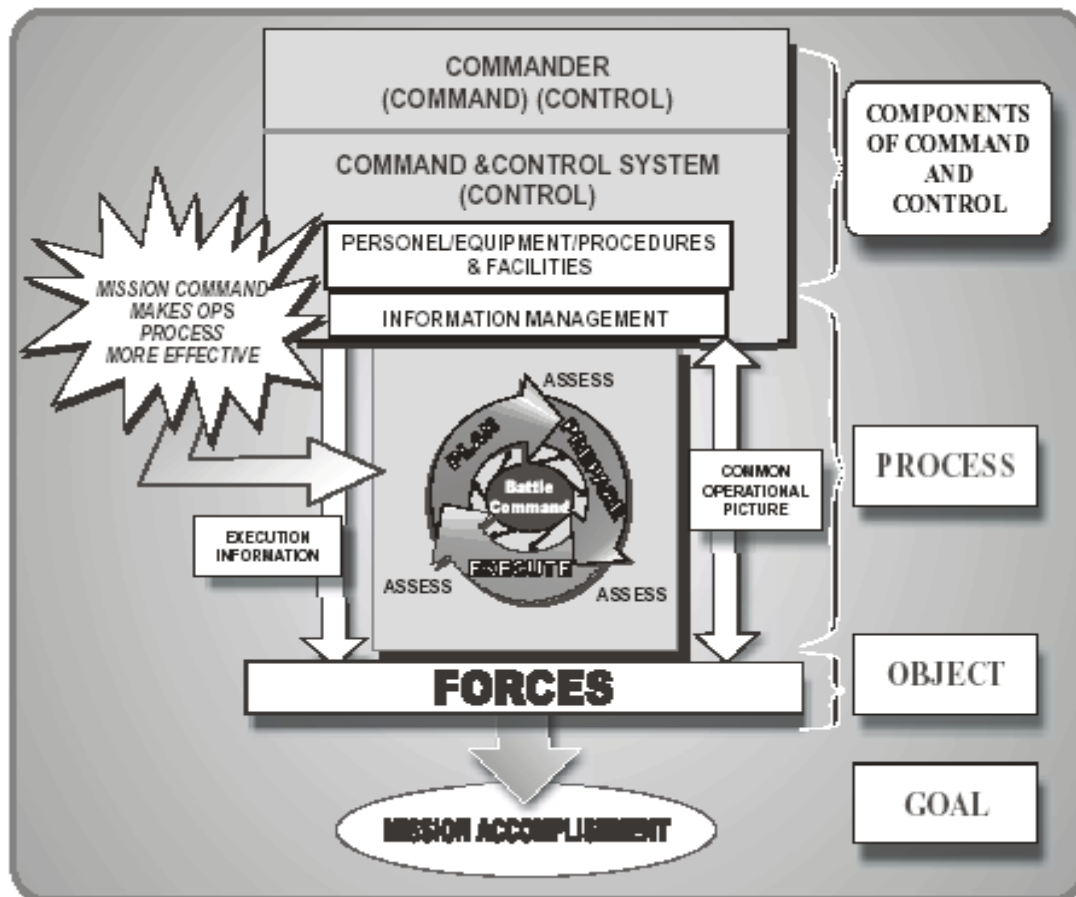 COMMANDER
(COMMAND) (CONTROL)
COMMAND &CONTROL SYSTEM
(CONTROL)
PERSONEL/EQUIPMENT/PROCEDURES
& FACILITIES
INFORMATION MANAGEMENT
COMPONENTS
OF COMMAND
AND
CONTROL
MISSION COMMAND
MAKES OPS
PROCESS
MORE EFFECTIVE
ASSESS
PLAN
PREPARE
Battle
Command
EXECUTE
ASSESS
ASSESS
EXECUTION
INFORMATION
COMMON
OPERATIONAL
PICTURE
PROCESS
FORCES
OBJECT
MISSION ACCOMPLISHMENT
GOAL